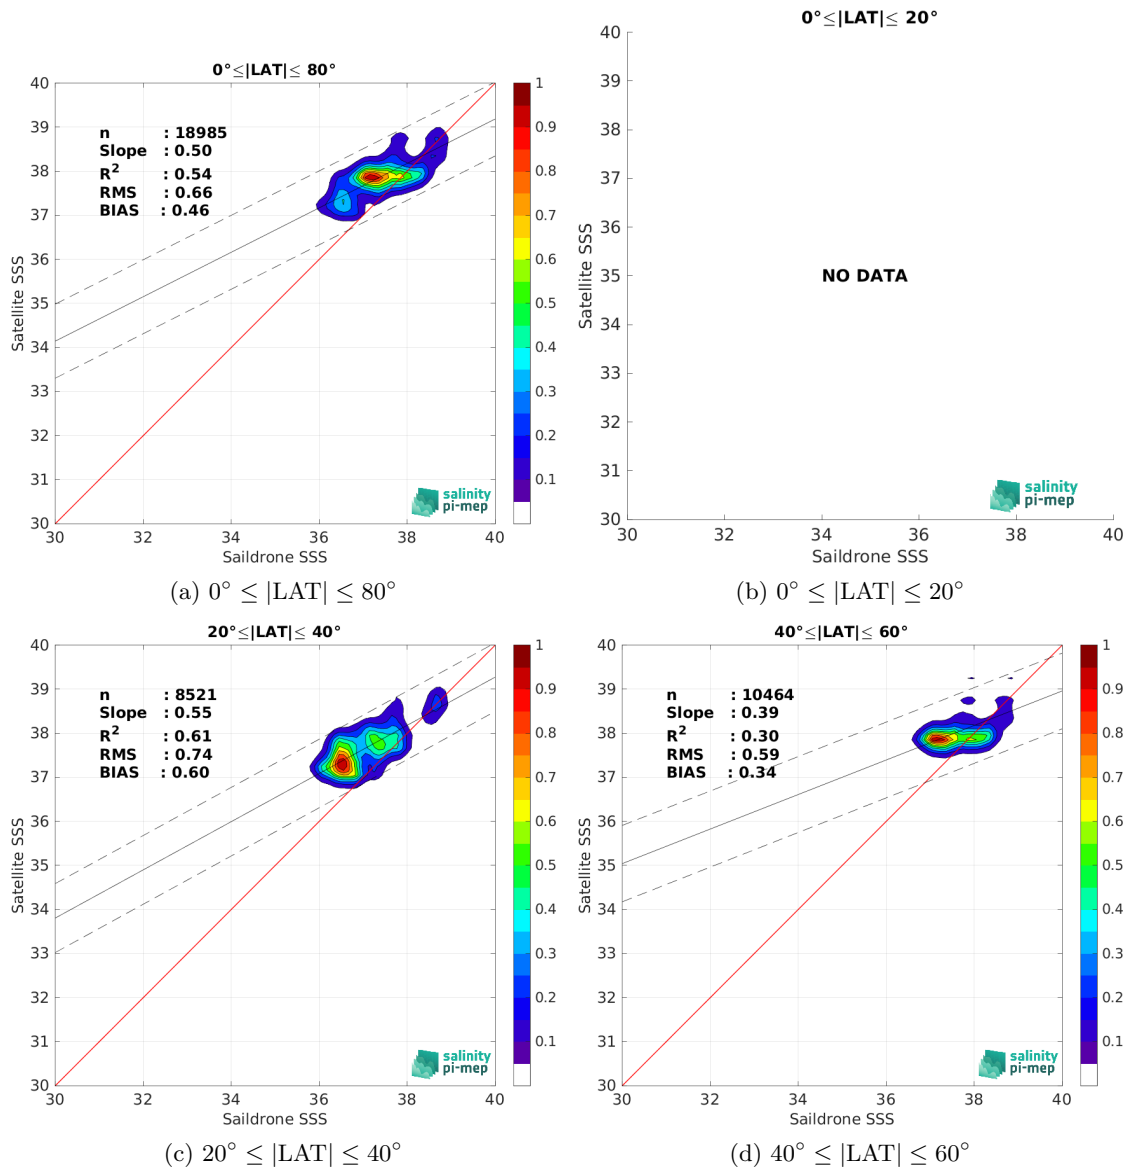 0°≤|LAT|≤ 80°
n : 18985
Slope : 0.50
R² : 0.54
RMS : 0.66
BIAS : 0.46
40
39
38
37
36
35
34
33
32
31
30
30 32 34 36 38 40
Satellite SSS
Saildrone SSS
salinity
pi-mep
1
0.9
0.8
0.7
0.6
0.5
0.4
0.3
0.2
0.1
(a) 0° ≤ |LAT| ≤ 80°
0°≤|LAT|≤ 20°
40
39
38
37
36
35
34
33
32
31
30
30 32 34 36 38 40
Satellite SSS
NO DATA
Saildrone SSS
salinity
pi-mep
(b) 0° ≤ |LAT| ≤ 20°
20°≤|LAT|≤ 40°
n : 8521
Slope : 0.55
R² : 0.61
RMS : 0.74
BIAS : 0.60
40
39
38
37
36
35
34
33
32
31
30
30 32 34 36 38 40
Satellite SSS
Saildrone SSS
salinity
pi-mep
1
0.9
0.8
0.7
0.6
0.5
0.4
0.3
0.2
0.1
(c) 20° ≤ |LAT| ≤ 40°
40°≤|LAT|≤ 60°
n : 10464
Slope : 0.39
R² : 0.30
RMS : 0.59
BIAS : 0.34
40
39
38
37
36
35
34
33
32
31
30
30 32 34 36 38 40
Satellite SSS
Saildrone SSS
salinity
pi-mep
1
0.9
0.8
0.7
0.6
0.5
0.4
0.3
0.2
0.1
(d) 40° ≤ |LAT| ≤ 60°